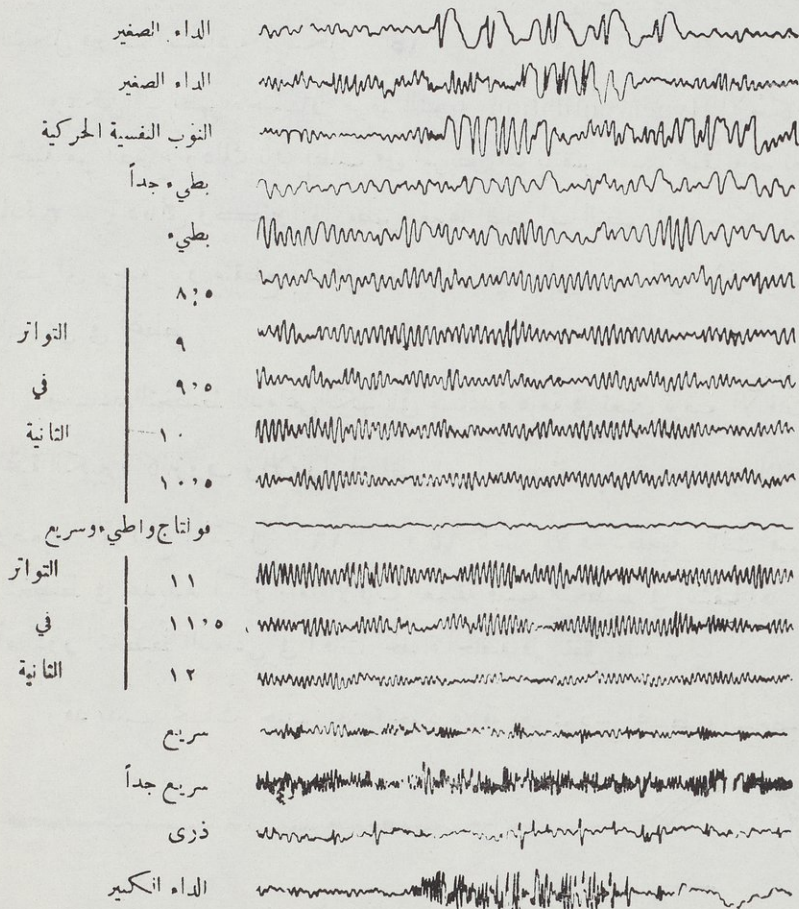 الداء الصغير
الداء الصغير
النوب النفسية الحركية
بطيء جداً
بطيء
٨٫٥
التواتر ٩
في ٩٫٥
الثانية ١٠
١٠٫٥
فولتاج واطيء وسريع
التواتر ١١
في ١١٫٥
الثانية ١٢
سريع
سريع جداً
ذرى
الداء الكبير